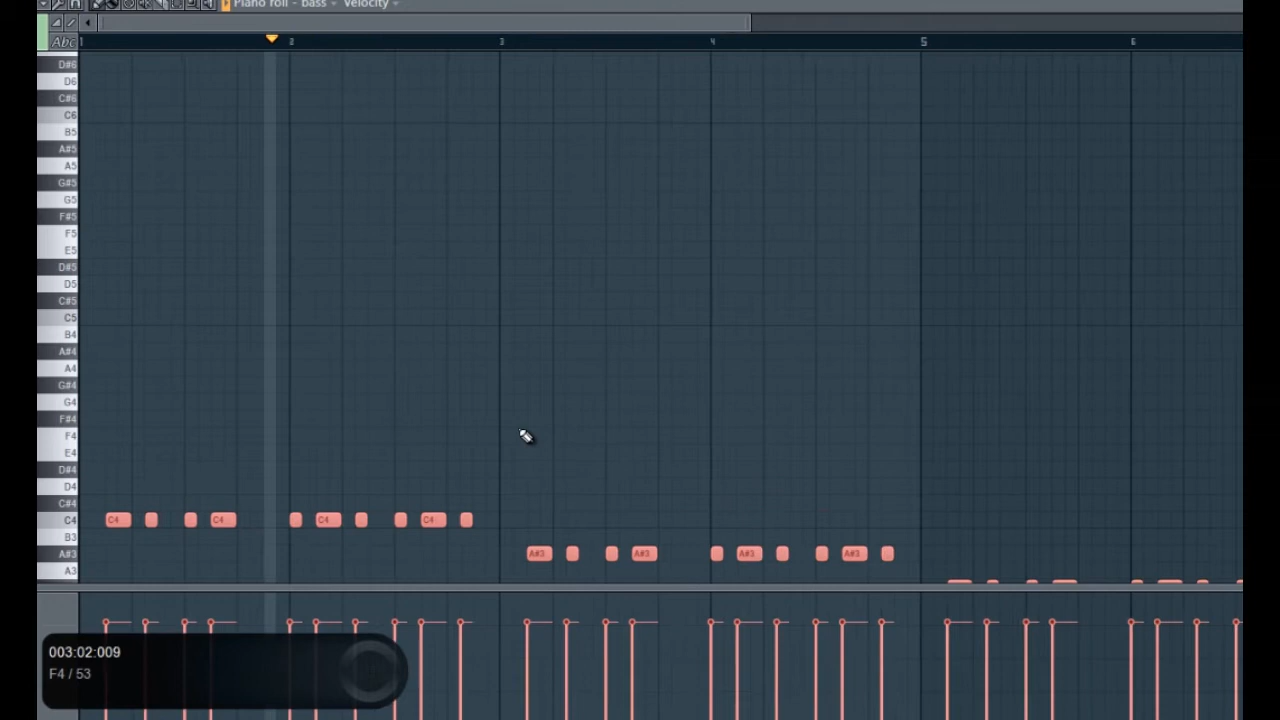 Piano roll - bass Velocity
Abc 1 2 3 4 5 6
D#6
D6
C#6
C6
B5
A#5
A5
G#5
G5
F#5
F5
E5
D#5
D5
C#5
C5
B4
A#4
A4
G#4
G4
F#4
F4
E4
D#4
D4
C#4
C4 C4 C4 C4 C4
B3
A#3 A#3 A#3 A#3 A#3
A3
003:02:009
F4 / 53